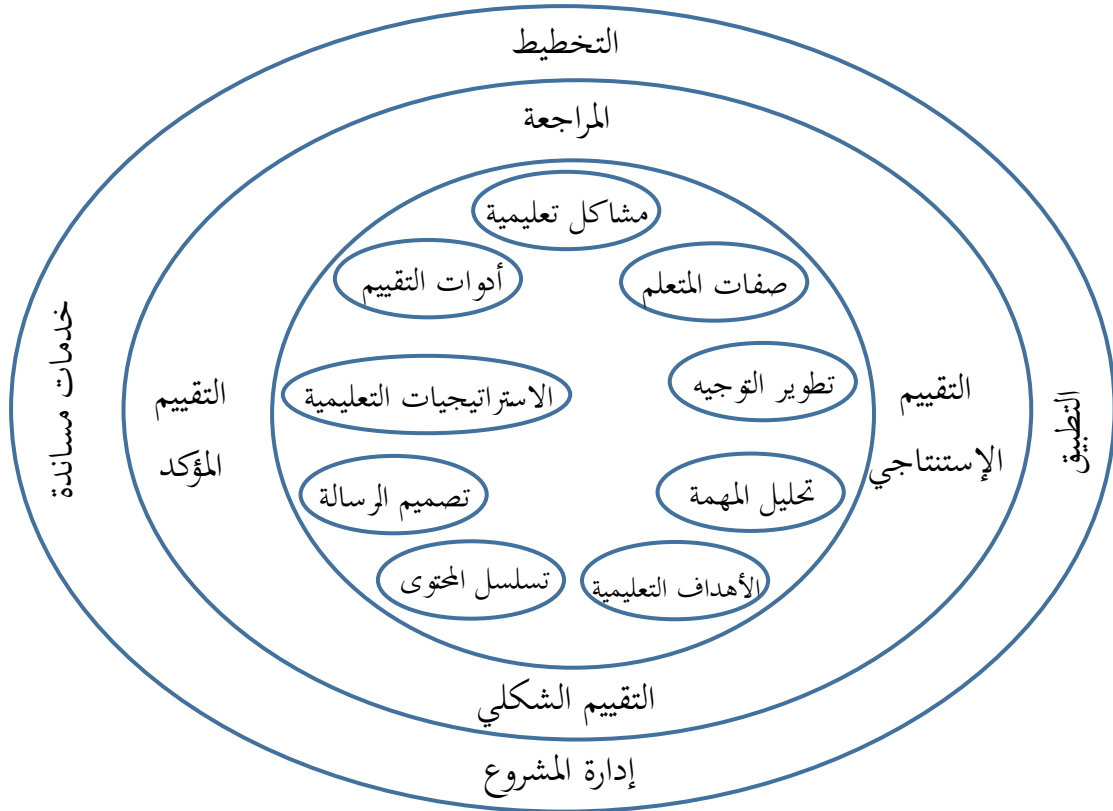 التخطيط
المراجعة
مشاكل تعليمية
صفات المتعلم
أدوات التقييم
تطوير التوجيه
الاستراتيجيات التعليمية
التقييم
الإستنتاجي
التقييم
المؤكد
التطبيق
خدمات مساندة
تحليل المهمة
تصميم الرسالة
الأهداف التعليمية
تسلسل المحتوى
التقييم الشكلي
إدارة المشروع